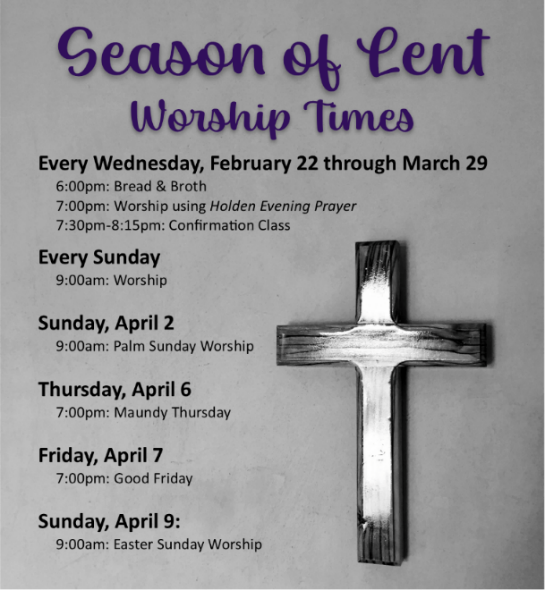 Season of Lent
Worship Times
Every Wednesday, February 22 through March 29
6:00pm: Bread & Broth
7:00pm: Worship using Holden Evening Prayer
7:30pm-8:15pm: Confirmation Class
Every Sunday
9:00am: Worship
Sunday, April 2
9:00am: Palm Sunday Worship
Thursday, April 6
7:00pm: Maundy Thursday
Friday, April 7
7:00pm: Good Friday
Sunday, April 9:
9:00am: Easter Sunday Worship